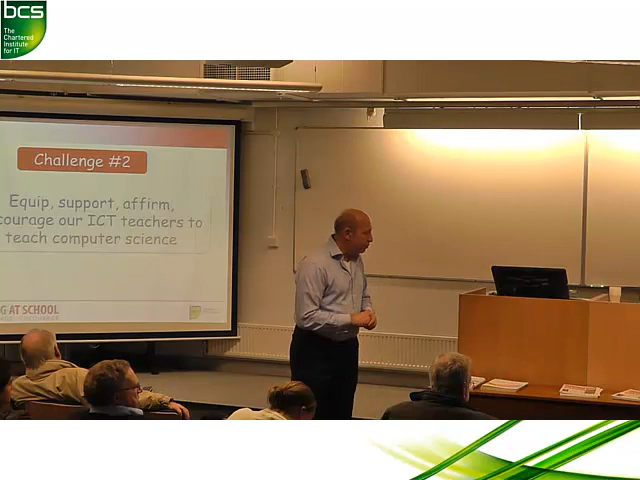 bcs
The
Chartered
Institute
for IT
Challenge #2
Equip, support, affirm,
courage our ICT teachers to
teach computer science
G AT SCHOOL